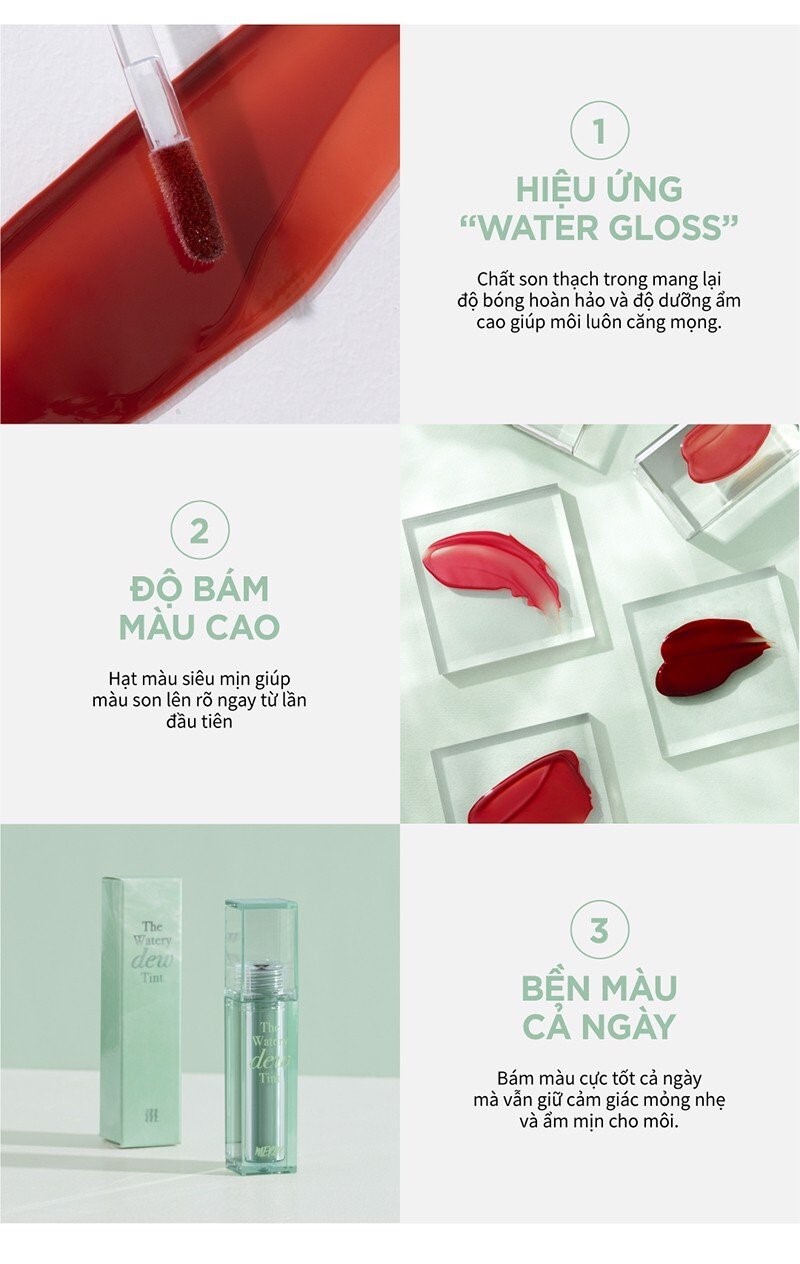 1
HIỆU ỨNG
“WATER GLOSS”
Chất son thạch trong mang lại
độ bóng hoàn hảo và độ dưỡng ẩm
cao giúp môi luôn căng mọng.
2
ĐỘ BÁM
MÀU CAO
Hạt màu siêu mịn giúp
màu son lên rõ ngay từ lần
đầu tiên
The
Watery
dew
Tint
The
Watery
dew
Tint
3
BỀN MÀU
CẢ NGÀY
Bám màu cực tốt cả ngày
mà vẫn giữ cảm giác mỏng nhẹ
và ẩm mịn cho môi.